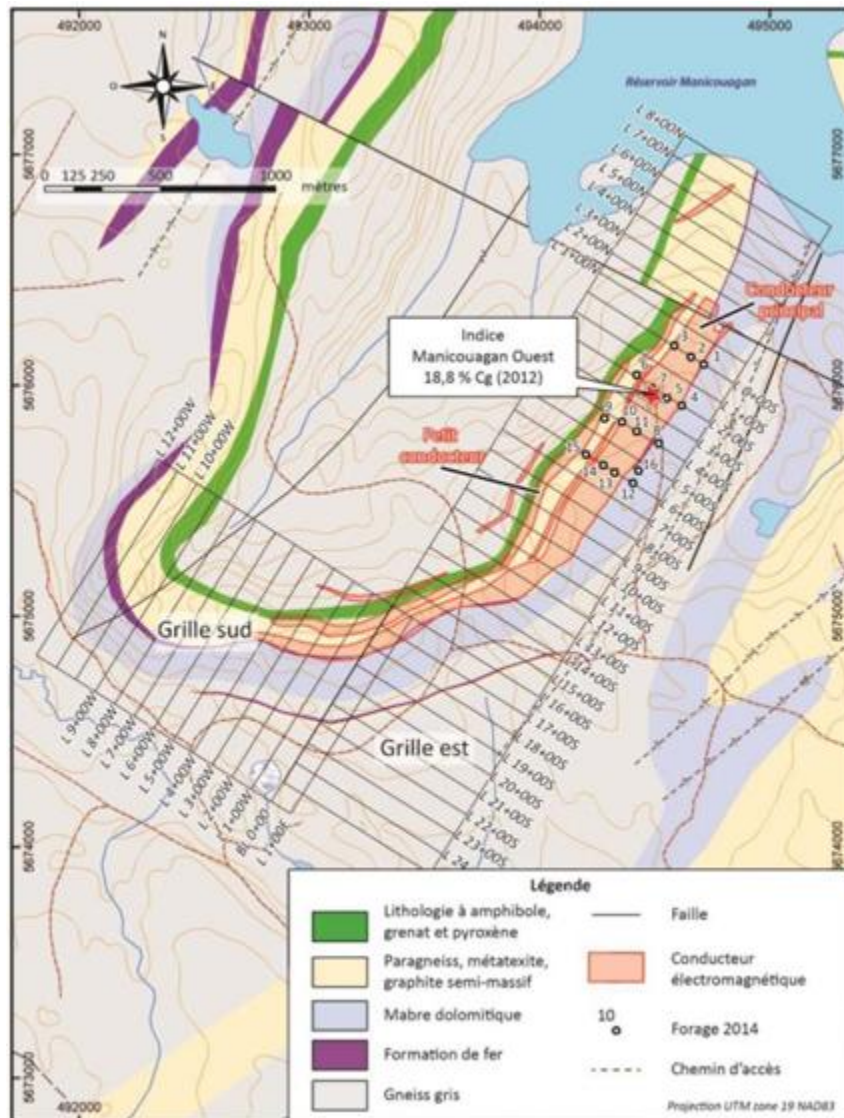 492000
493000
494000
495000
N
O
E
S
Réservoir Manicouagan
5677000
5677000
0 125 250 500 1000
mètres
L 8+00N
L 7+00N
L 6+00N
L 5+00N
L 4+00N
L 3+00N
L 2+00N
L 1+00N
Conducteur
principal
Indice
Manicouagan Ouest
18,8 % Cg (2012)
3
2
1
7
5
4
9
10
11
15
14
13
16
12
5676000
5676000
0+00S
1+00S
L 2+00S
L 4+00S
L 5+00S
L 6+00S
L 7+00S
L 8+00S
L 9+00S
L 10+00S
L 11+00S
L 12+00S
L 13+00S
L 14+00S
L 15+00S
L 16+00S
L 17+00S
L 18+00S
L 19+00S
L 20+00S
L 21+00S
L 22+00S
L 23+00S
L 24
L 12+00W
L 11+00W
L 10+00W
Petit
conducteur
5675000
5675000
Grille sud
Grille est
L 9+00W
L 8+00W
L 7+00W
L 6+00W
L 5+00W
L 4+00W
L 3+00W
L 2+00W
L 1+00W
BL 0+00
L 1+00E
5674000
5674000
Légende
Lithologie à amphibole,
grenat et pyroxène
Paragneiss, métatexite,
graphite semi-massif
Mabre dolomitique
Formation de fer
Gneiss gris
Faille
Conducteur
électromagnétique
10
Forage 2014
Chemin d'accès
Projection UTM zone 19 NAD83
5673000
492000